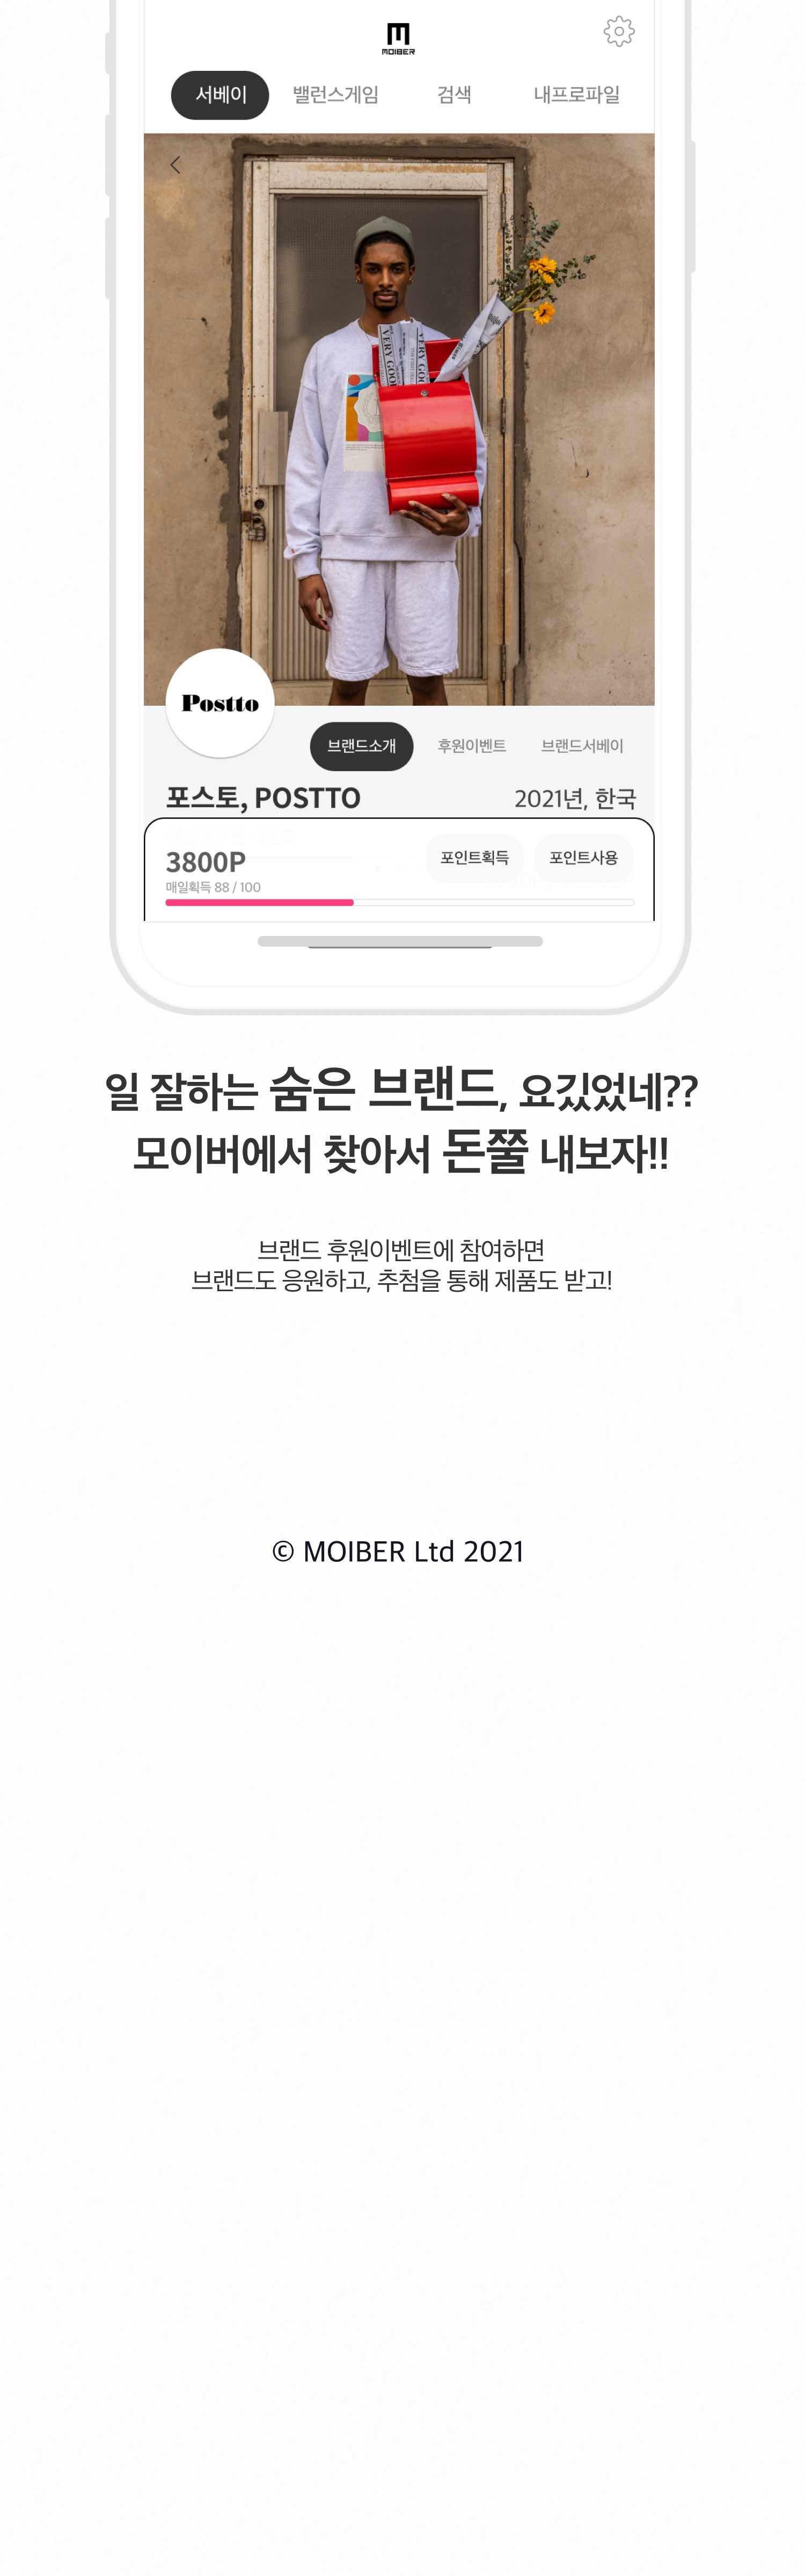 MOIBER
서베이 밸런스게임 검색 내프로파일
VERY GOO
VERY GOO
Postto
브랜드소개 후원이벤트 브랜드서베이
포스토, POSTTO 2021년, 한국
3800P 포인트획득 포인트사용
매일획득 88 / 100
일 잘하는 숨은 브랜드, 요깄었네??
모이버에서 찾아서 돈쭐 내보자!!
브랜드 후원이벤트에 참여하면
브랜드도 응원하고, 추첨을 통해 제품도 받고!
© MOIBER Ltd 2021